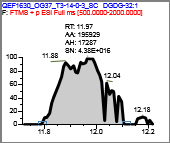 QEF1630_OG37_T3-14-0-3_SC DGDG-32:1
F: FTMS + p ESI Full ms [500.0000-2000.0000]
RT: 11.97
AA: 195929
AH: 17287
SN: 4.38E+016
11.88
12.04
12.18
100
80
60
40
20
0
11.8
12.0
12.2